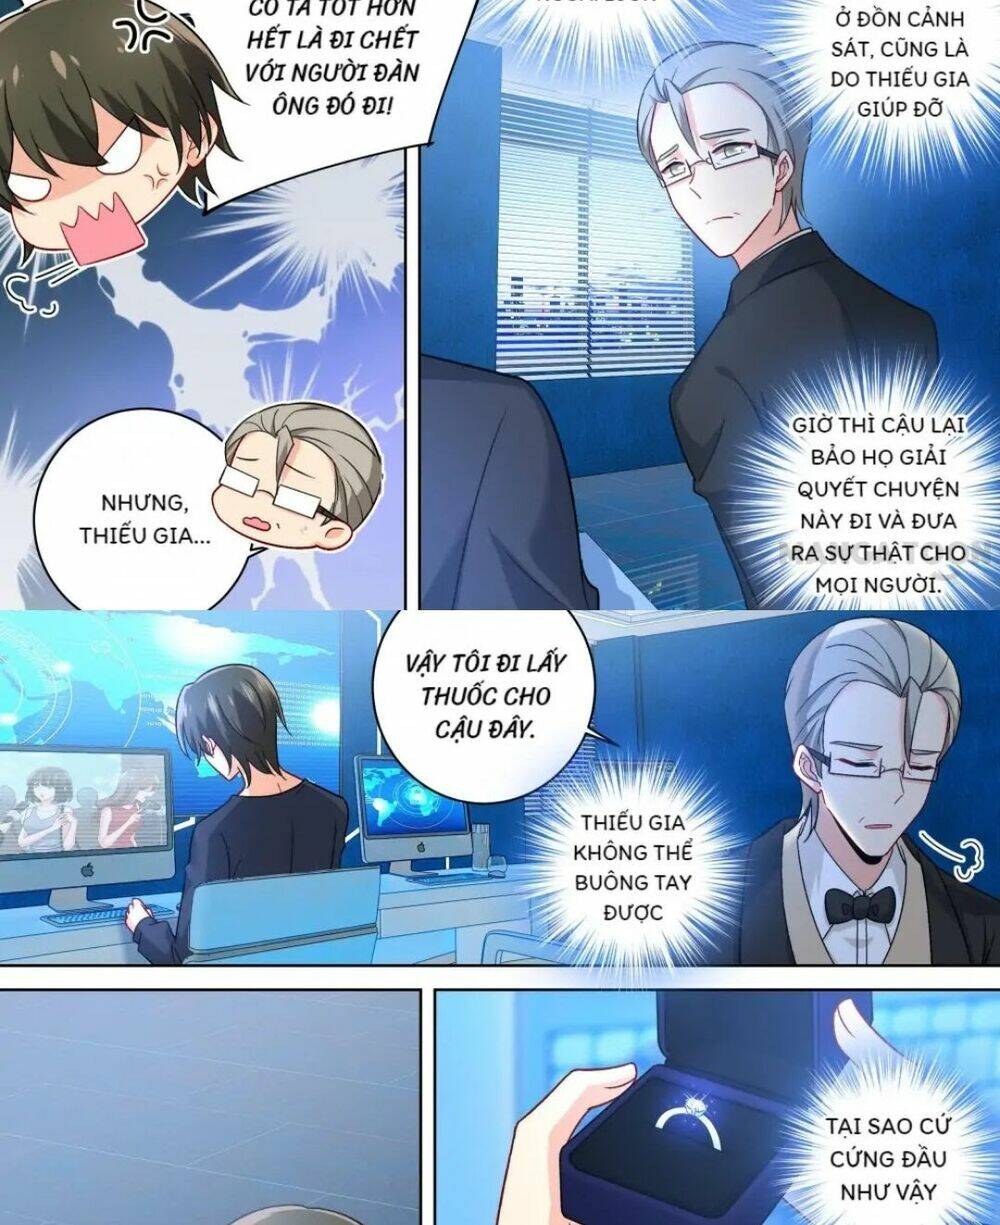 CÔ TA TỐT HƠN
HẾT LÀ ĐI CHẾT
VỚI NGƯỜI ĐÀN
ÔNG ĐÓ ĐI!
Ở ĐỒN CẢNH
SÁT, CŨNG LÀ
DO THIẾU GIA
GIÚP ĐỠ
NHƯNG,
THIẾU GIA...
GIỜ THÌ CẬU LẠI
BẢO HỌ GIẢI
QUYẾT CHUYỆN
NÀY ĐI VÀ ĐƯA
RA SỰ THẬT CHO
MỌI NGƯỜI.
MANGATOON
VẬY TÔI ĐI LẤY
THUỐC CHO
CẬU ĐÂY.
THIẾU GIA
KHÔNG THỂ
BUÔNG TAY
ĐƯỢC
TẠI SAO CỨ
CỨNG ĐẦU
NHƯ VẬY